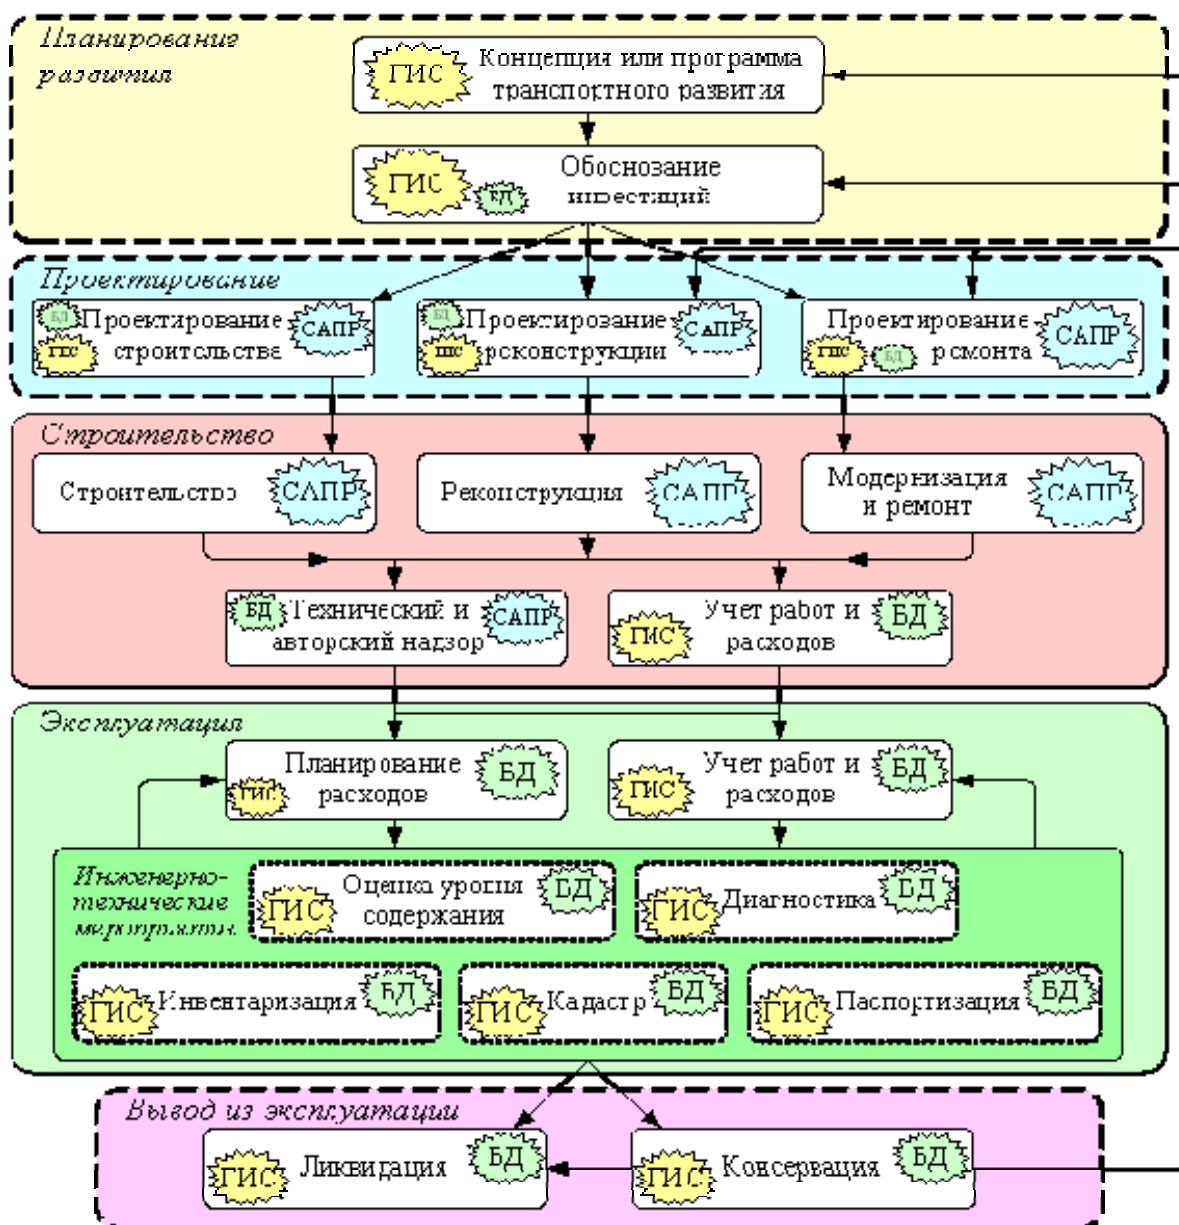 Планирование
развития
ГИС
Концепция или программа
транспортного развития
ГИС
БД
Обоснование
инвестиций
Проектирование
БД
ГИС
Проектирование
строительства
САПР
БД
ГИС
Проектирование
реконструкции
САПР
Проектирование
ремонта
ГИС
БД
САПР
Строительство
Строительство
САПР
Реконструкция
САПР
Модернизация
и ремонт
САПР
БД
Технический и
авторский надзор
САПР
ГИС
Учет работ и
расходов
БД
Эксплуатация
Планирование
расходов
ГИС
БД
ГИС
Учет работ и
расходов
БД
Инженерно-
технические
мероприятия
ГИС
Оценка уровня
содержания
БД
ГИС
Диагностика
БД
ГИС
Инвентаризация
БД
ГИС
Кадастр
БД
ГИС
Паспортизация
БД
Вывод из эксплуатации
ГИС
Ликвидация
БД
ГИС
Консервация
БД